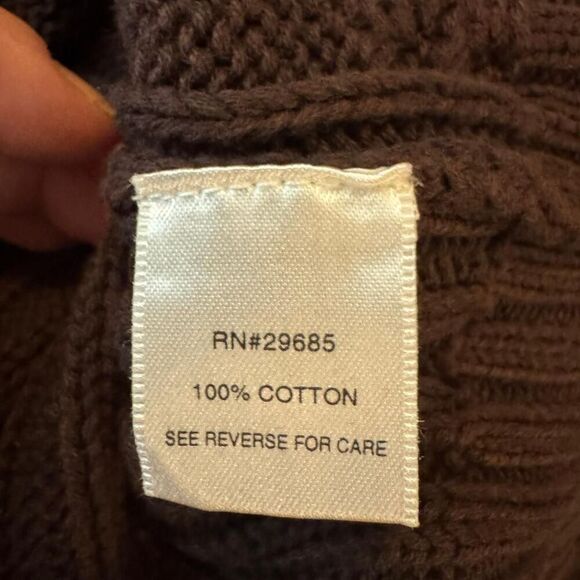 RN#29685
100% COTTON
SEE REVERSE FOR CARE